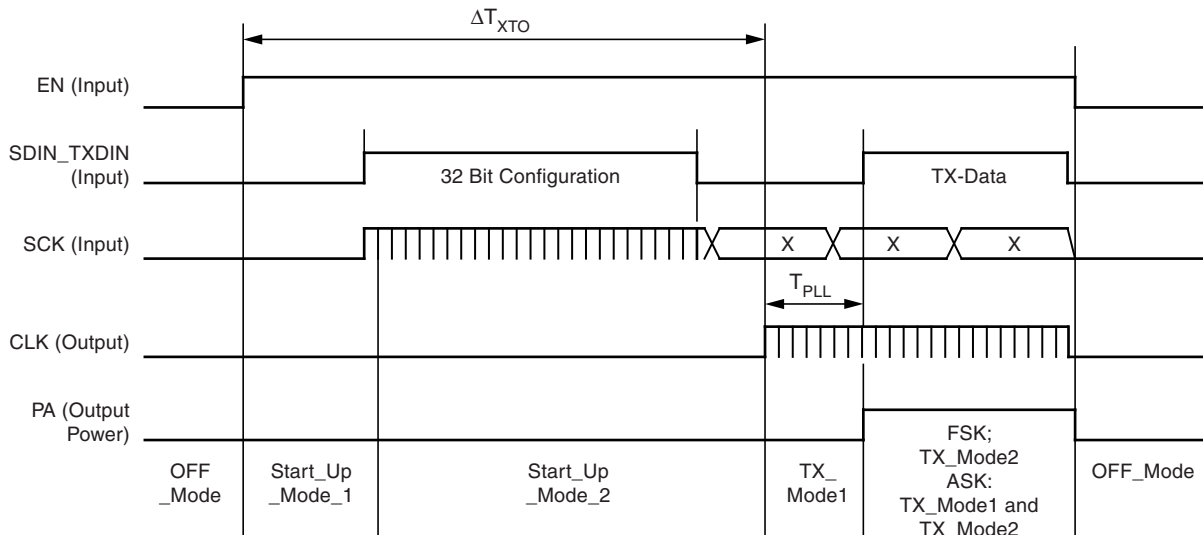 ΔT_XTO
EN (Input)
SDIN_TXDIN
(Input)
32 Bit Configuration
TX-Data
SCK (Input)
X
X
X
T_PLL
CLK (Output)
PA (Output
Power)
OFF
_Mode
Start_Up
_Mode_1
Start_Up
_Mode_2
TX_
Mode1
FSK;
TX_Mode2
ASK:
TX_Mode1 and
TX_Mode2
OFF_Mode